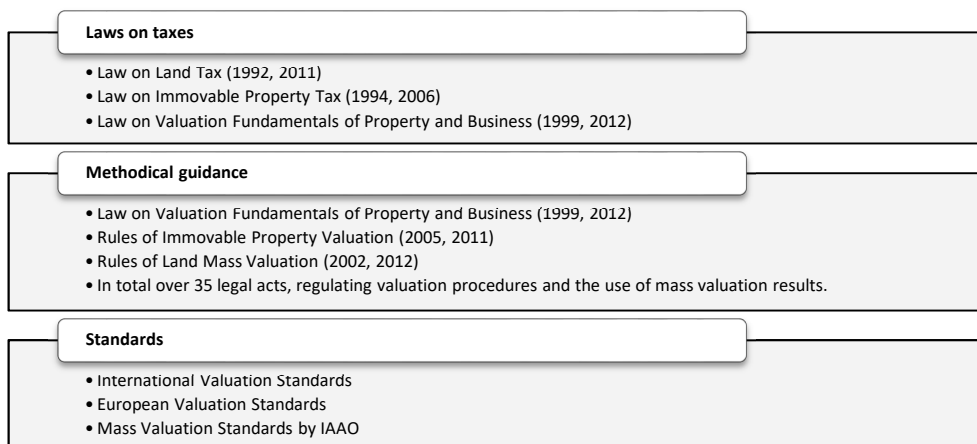 Laws on taxes
• Law on Land Tax (1992, 2011)
• Law on Immovable Property Tax (1994, 2006)
• Law on Valuation Fundamentals of Property and Business (1999, 2012)
Methodical guidance
• Law on Valuation Fundamentals of Property and Business (1999, 2012)
• Rules of Immovable Property Valuation (2005, 2011)
• Rules of Land Mass Valuation (2002, 2012)
• In total over 35 legal acts, regulating valuation procedures and the use of mass valuation results.
Standards
• International Valuation Standards
• European Valuation Standards
• Mass Valuation Standards by IAAO